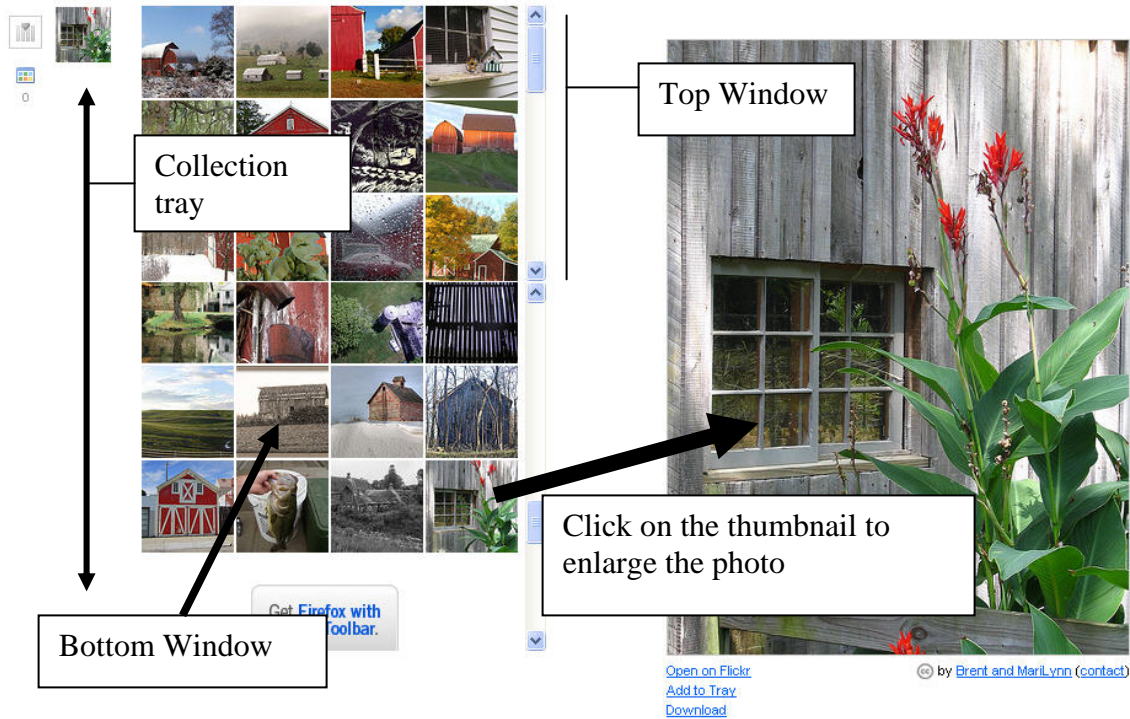 0
Top Window
Collection
tray
Click on the thumbnail to
enlarge the photo
Get Firefox with
Toolbar.
Bottom Window
Open on Flickr
Add to Tray
Download
cc by Brent and MariLynn (contact)